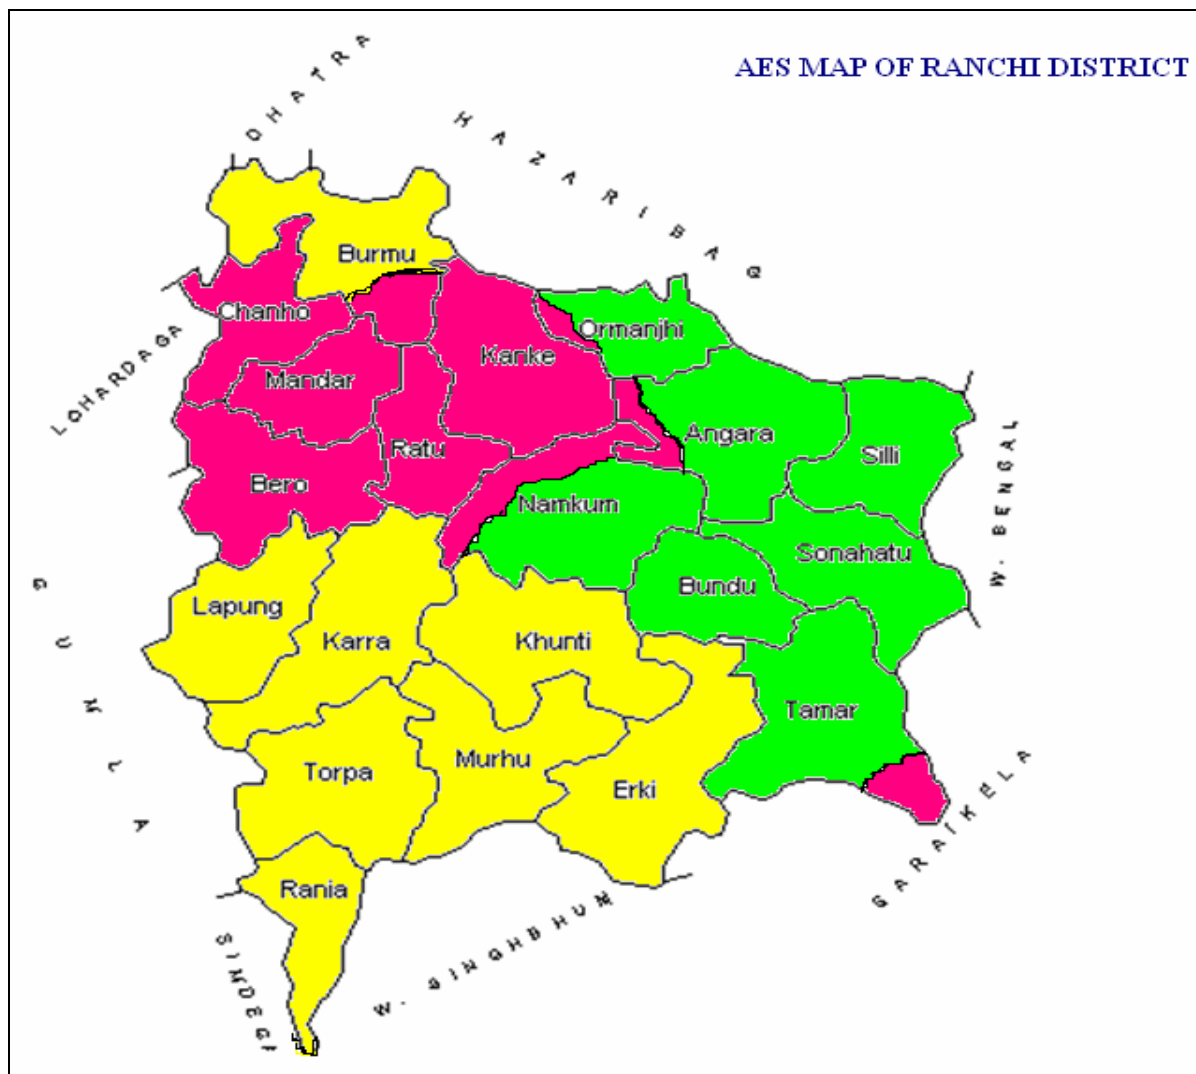 AES MAP OF RANCHI DISTRICT
CHATRA
HAZARIBAG
Burmu
Chanho
Ormanjhi
LOHARDAGA
Kanke
Mandar
Angara
Ratu
Silli
Bero
W. BENGAL
Namkum
Sonahatu
Bundu
Lapung
GUMLA
Karra
Khunti
Tamar
Torpa
Murhu
Erki
SARAIKELA
Rania
SIMDEGI
W. SINGHBHUM